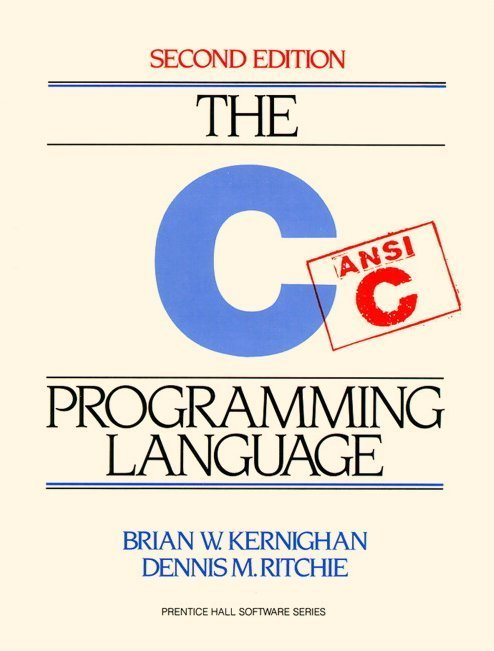 SECOND EDITION
THE
C
ANSI
C
PROGRAMMING
LANGUAGE
BRIAN W. KERNIGHAN
DENNIS M. RITCHIE
PRENTICE HALL SOFTWARE SERIES